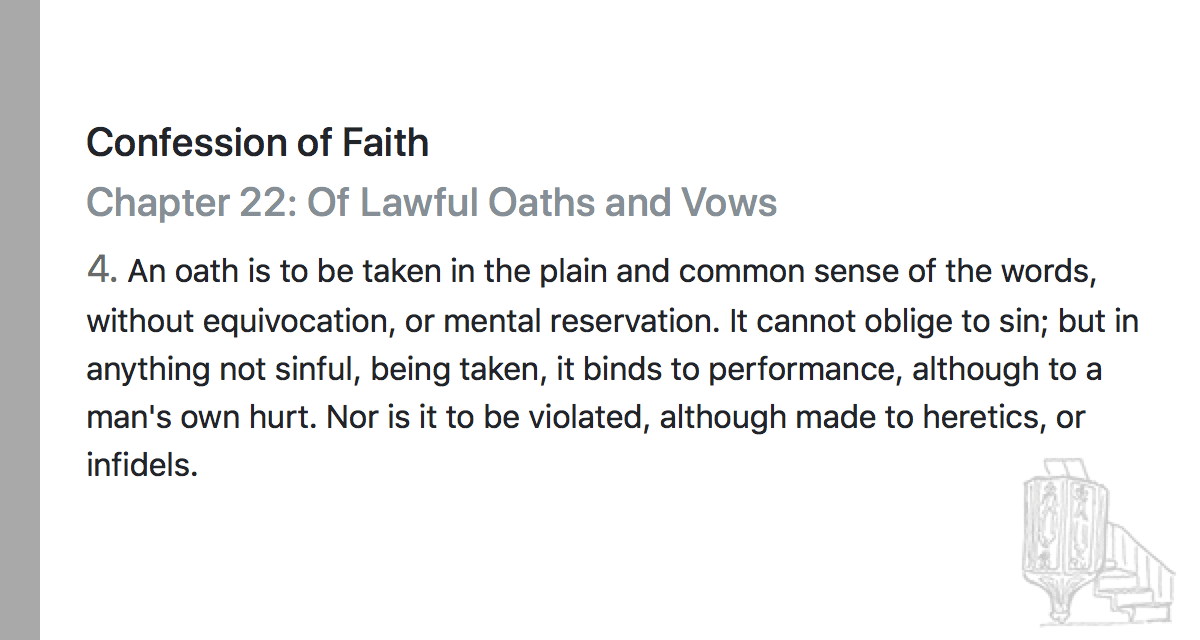 Confession of Faith
Chapter 22: Of Lawful Oaths and Vows
4. An oath is to be taken in the plain and common sense of the words,
without equivocation, or mental reservation. It cannot oblige to sin; but in
anything not sinful, being taken, it binds to performance, although to a
man's own hurt. Nor is it to be violated, although made to heretics, or
infidels.